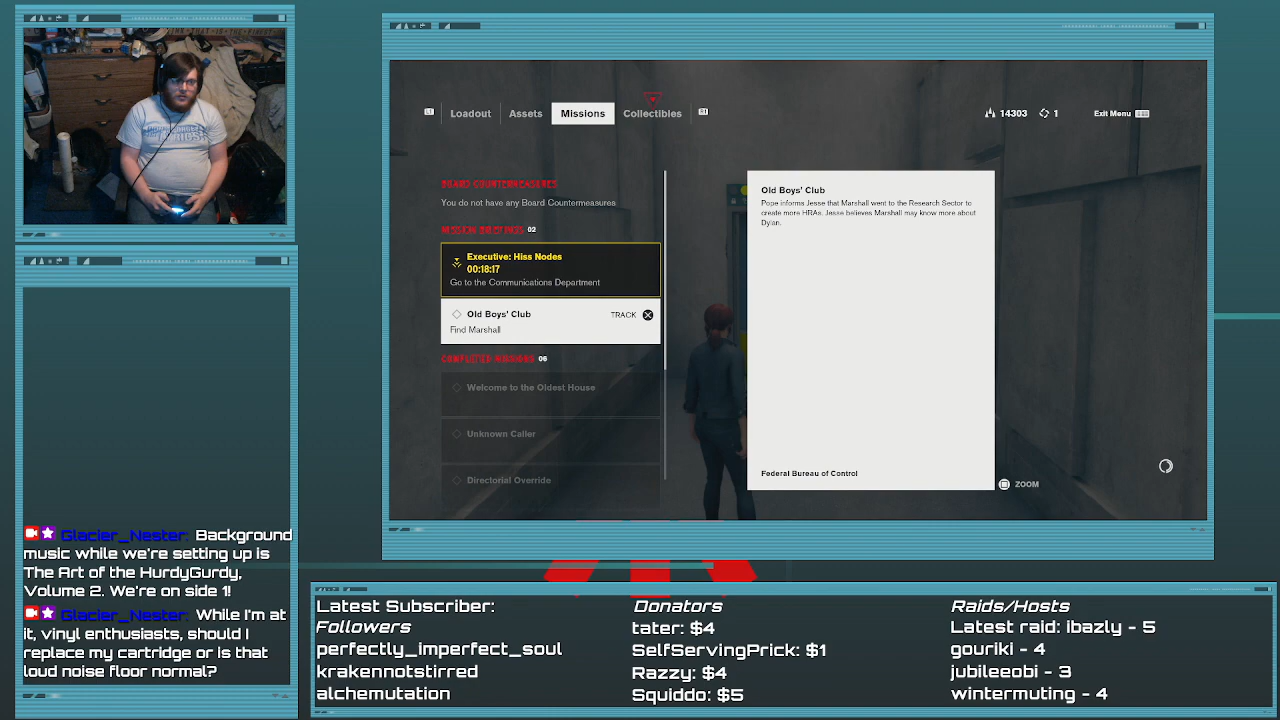 Loadout
Assets
Missions
Collectibles
14303
1
Exit Menu
BOARD COUNTERMEASURES
You do not have any Board Countermeasures
MISSION BRIEFINGS 02
Executive: Hiss Nodes
00:18:17
Go to the Communications Department
Old Boys' Club
TRACK
Find Marshall
COMPLETED MISSIONS 06
Welcome to the Oldest House
Unknown Caller
Directorial Override
Old Boys' Club
Pope informs Jesse that Marshall went to the Research Sector to
create more HRAs. Jesse believes Marshall may know more about
Dylan.
Federal Bureau of Control
ZOOM
Glacier_Nester: Background
music while we're setting up is
The Art of the HurdyGurdy,
Volume 2. We're on side 1!
Glacier_Nester: While I'm at
it, vinyl enthusiasts, should I
replace my cartridge or is that
loud noise floor normal?
Latest Subscriber:
Followers
perfectly_imperfect_soul
krakennotstirred
alchemutation
Donators
tater: $4
SelfServingPrick: $1
Razzy: $4
Squiddo: $5
Raids/Hosts
Latest raid: ibazly - 5
gouriki - 4
jubileeobi - 3
wintermuting - 4